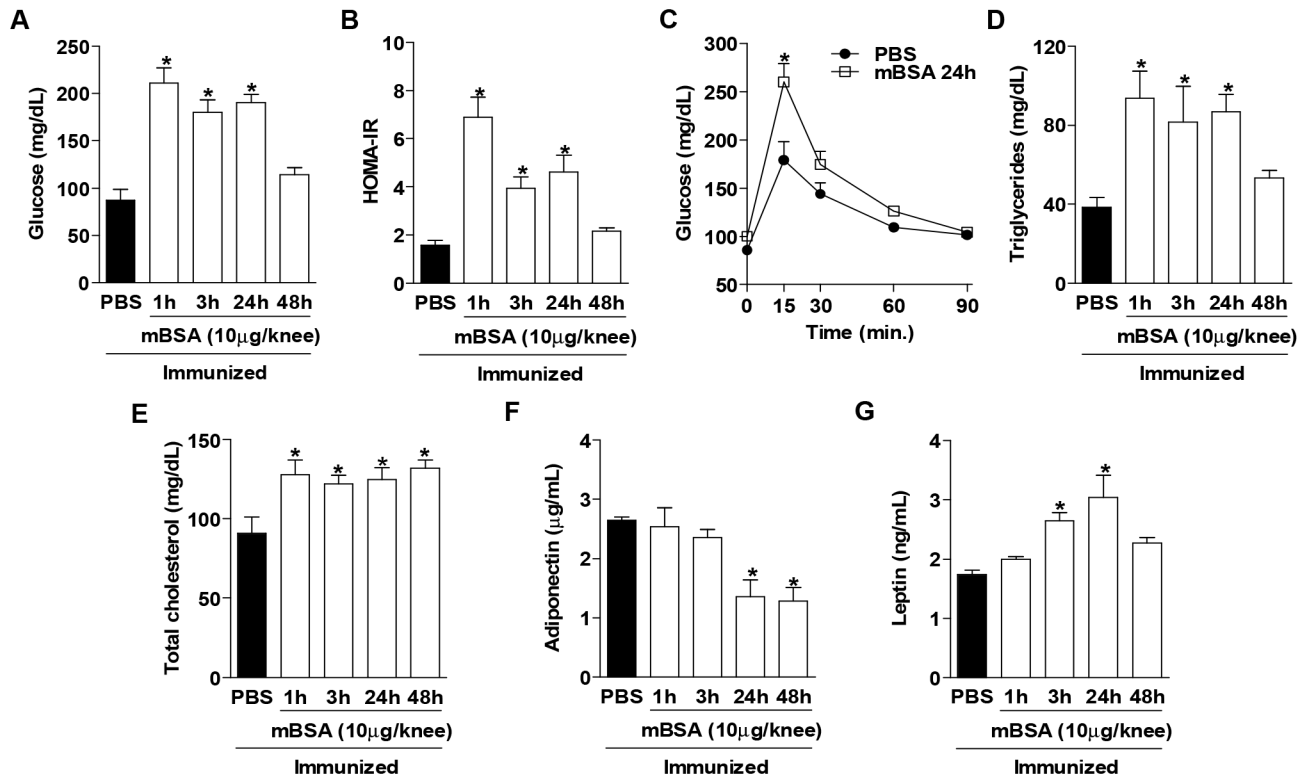 A
Glucose (mg/dL)
250
200
150
100
50
0
*
*
*
PBS 1h 3h 24h 48h
mBSA (10μg/knee)
Immunized
B
HOMA-IR
10
8
6
4
2
0
*
*
*
PBS 1h 3h 24h 48h
mBSA (10μg/knee)
Immunized
C
Glucose (mg/dL)
300
250
200
150
100
50
*
PBS
mBSA 24h
0 15 30 60 90
Time (min.)
D
Triglycerides (mg/dL)
120
80
40
0
*
*
*
PBS 1h 3h 24h 48h
mBSA (10μg/knee)
Immunized
E
Total cholesterol (mg/dL)
150
100
50
0
*
*
*
*
PBS 1h 3h 24h 48h
mBSA (10μg/knee)
Immunized
F
Adiponectin (μg/mL)
4
3
2
1
0
*
*
PBS 1h 3h 24h 48h
mBSA (10μg/knee)
Immunized
G
Leptin (ng/mL)
4
3
2
1
0
*
*
PBS 1h 3h 24h 48h
mBSA (10μg/knee)
Immunized